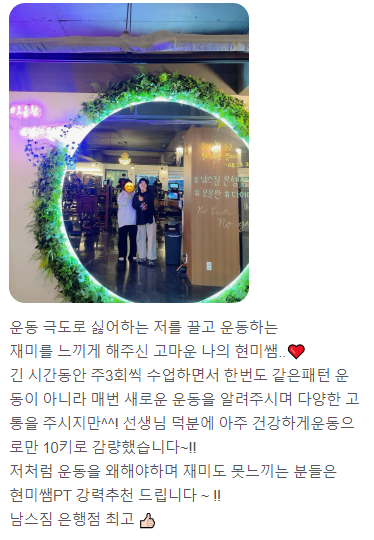 #남스짐 은행점
운동 극도로 싫어하는 저를 끌고 운동하는
재미를 느끼게 해주신 고마운 나의 현미쌤..❤️
긴 시간동안 주3회씩 수업하면서 한번도 같은패턴 운
동이 아니라 매번 새로운 운동을 알려주시며 다양한 고
통을 주시지만^^! 선생님 덕분에 아주 건강하게운동으
로만 10키로 감량했습니다~!!
저처럼 운동을 왜해야하며 재미도 못느끼는 분들은
현미쌤PT 강력추천 드립니다 ~ !!
남스짐 은행점 최고 👍🏻